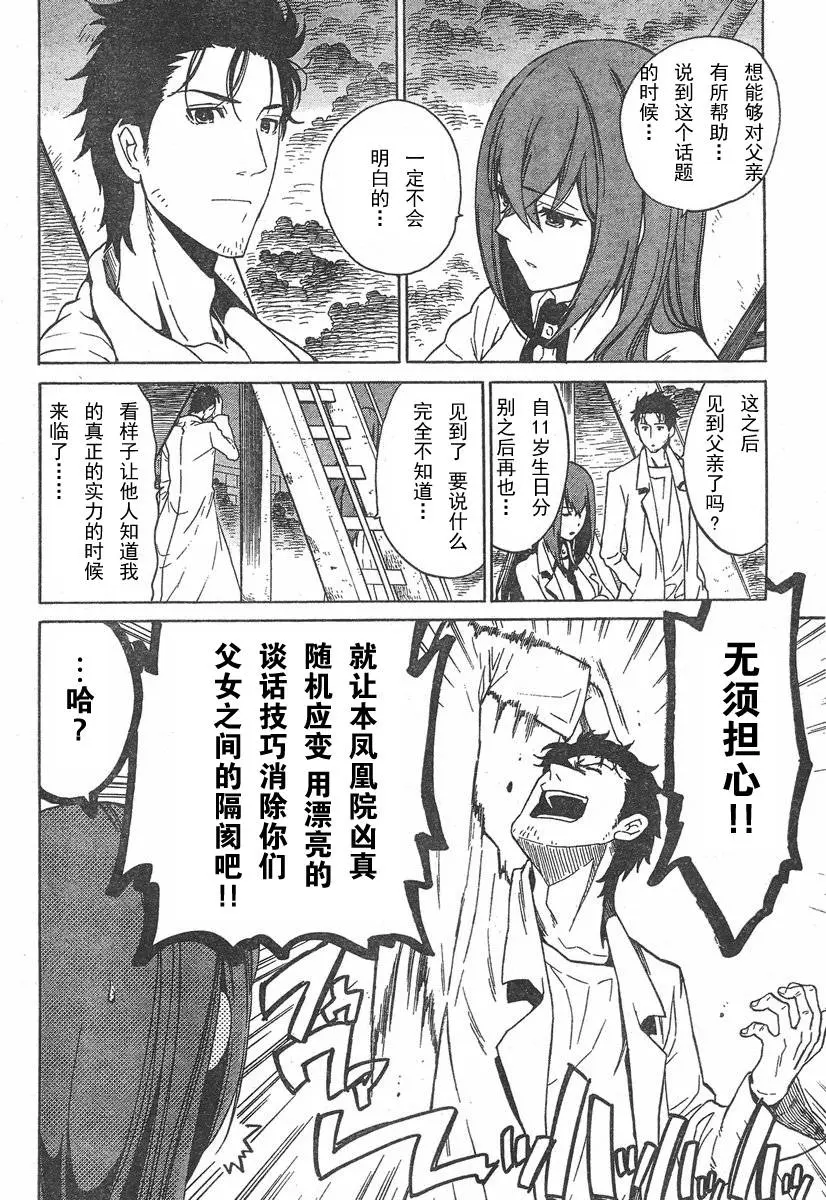 想能够对父亲
有所帮助…
说到这个话题
的时候…
一定不会
明白的…
这之后
见到父亲了吗？
自11岁生日分
别之后再也…
见到了 要说什么
完全不知道…
看样子让他人知道我
的真正的实力的时候
来临了……
无须担心!!
就让本凤凰院凶真
随机应变 用漂亮的
谈话技巧消除你们
父女之间的隔阂吧!!
…哈？